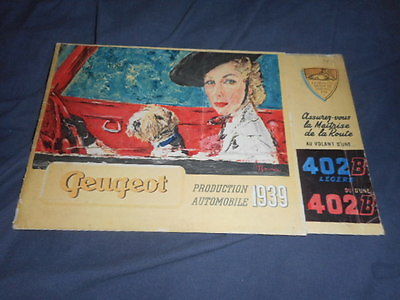 Peugeot
PRODUCTION
AUTOMOBILE
1939
Assurez-vous
la Maîtrise
de la Route
AU VOLANT D'UNE
402B
LÉGÈRE
OU D'UNE
402B